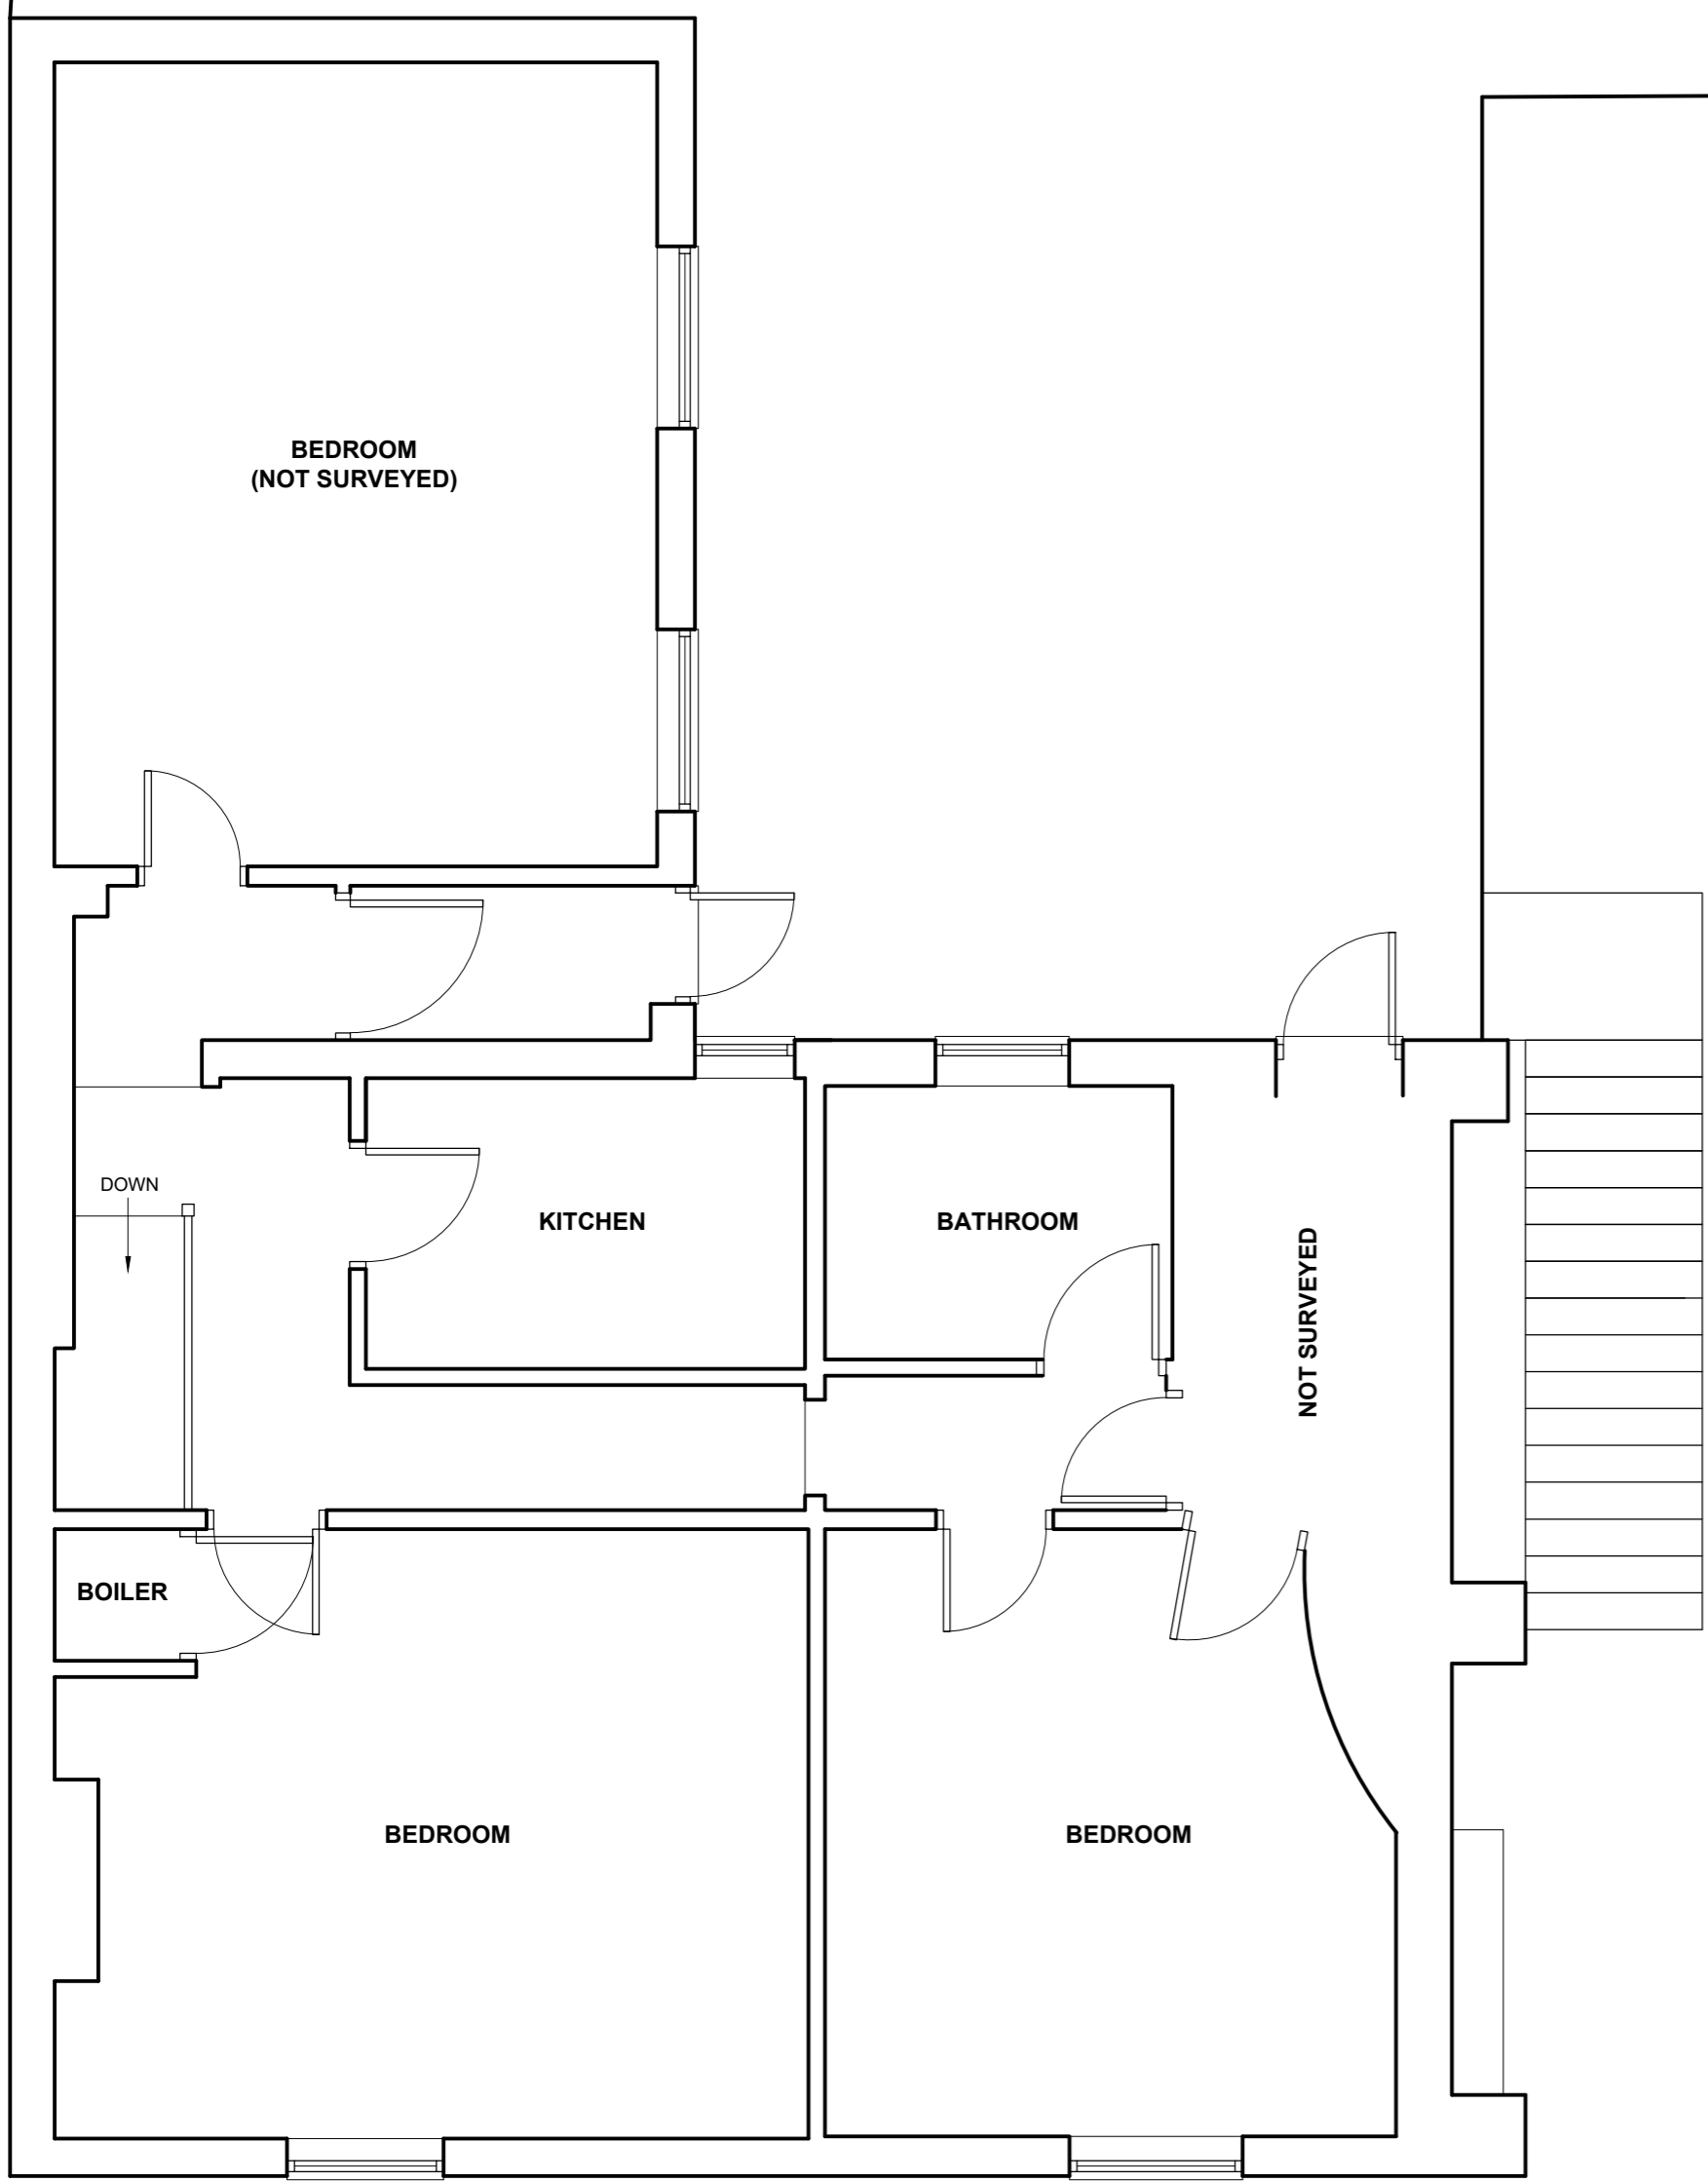 BEDROOM
(NOT SURVEYED)
DOWN
KITCHEN
BATHROOM
NOT SURVEYED
BOILER
BEDROOM
BEDROOM